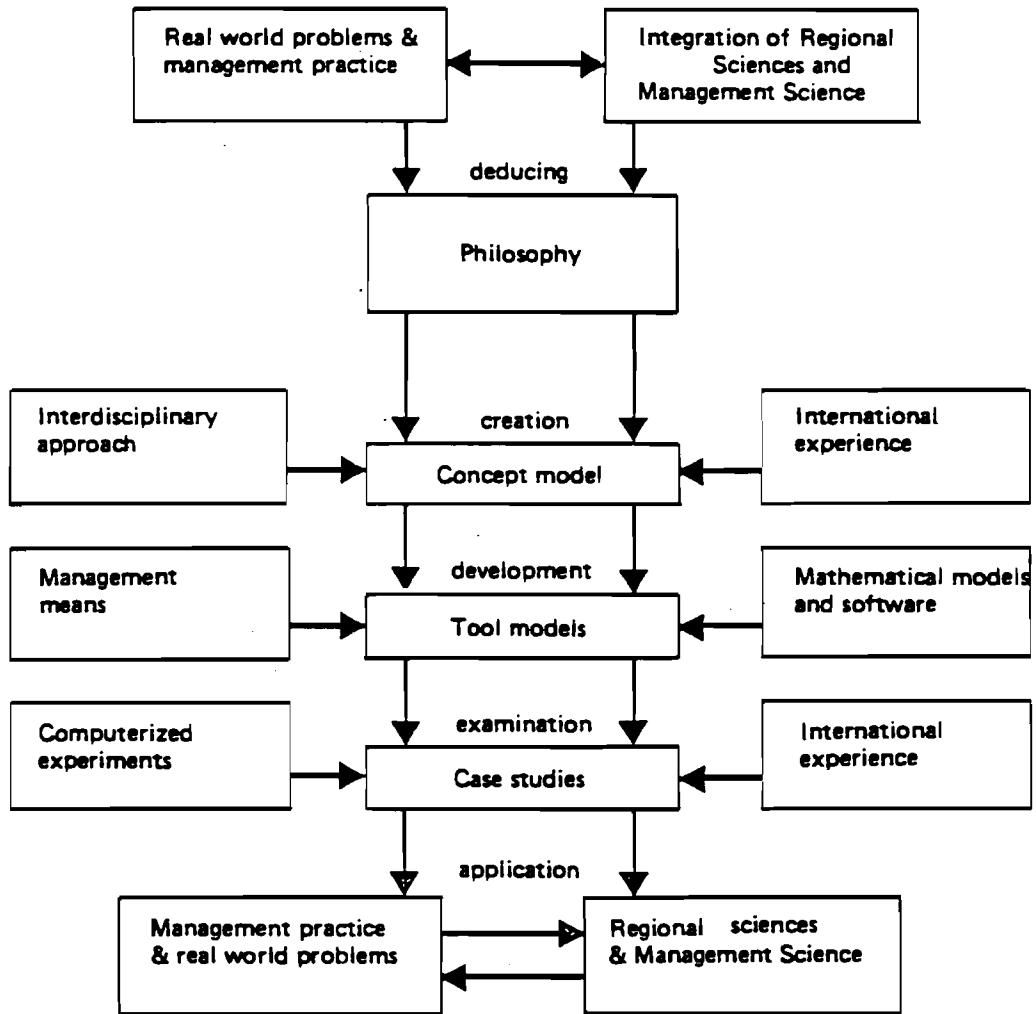 Real world problems &
management practice
Integration of Regional
Sciences and
Management Science
deducing
Philosophy
Interdisciplinary
approach
creation
International
experience
Concept model
Management
means
development
Mathematical models
and software
Tool models
Computerized
experiments
examination
International
experience
Case studies
application
Management practice
& real world problems
Regional sciences
& Management Science